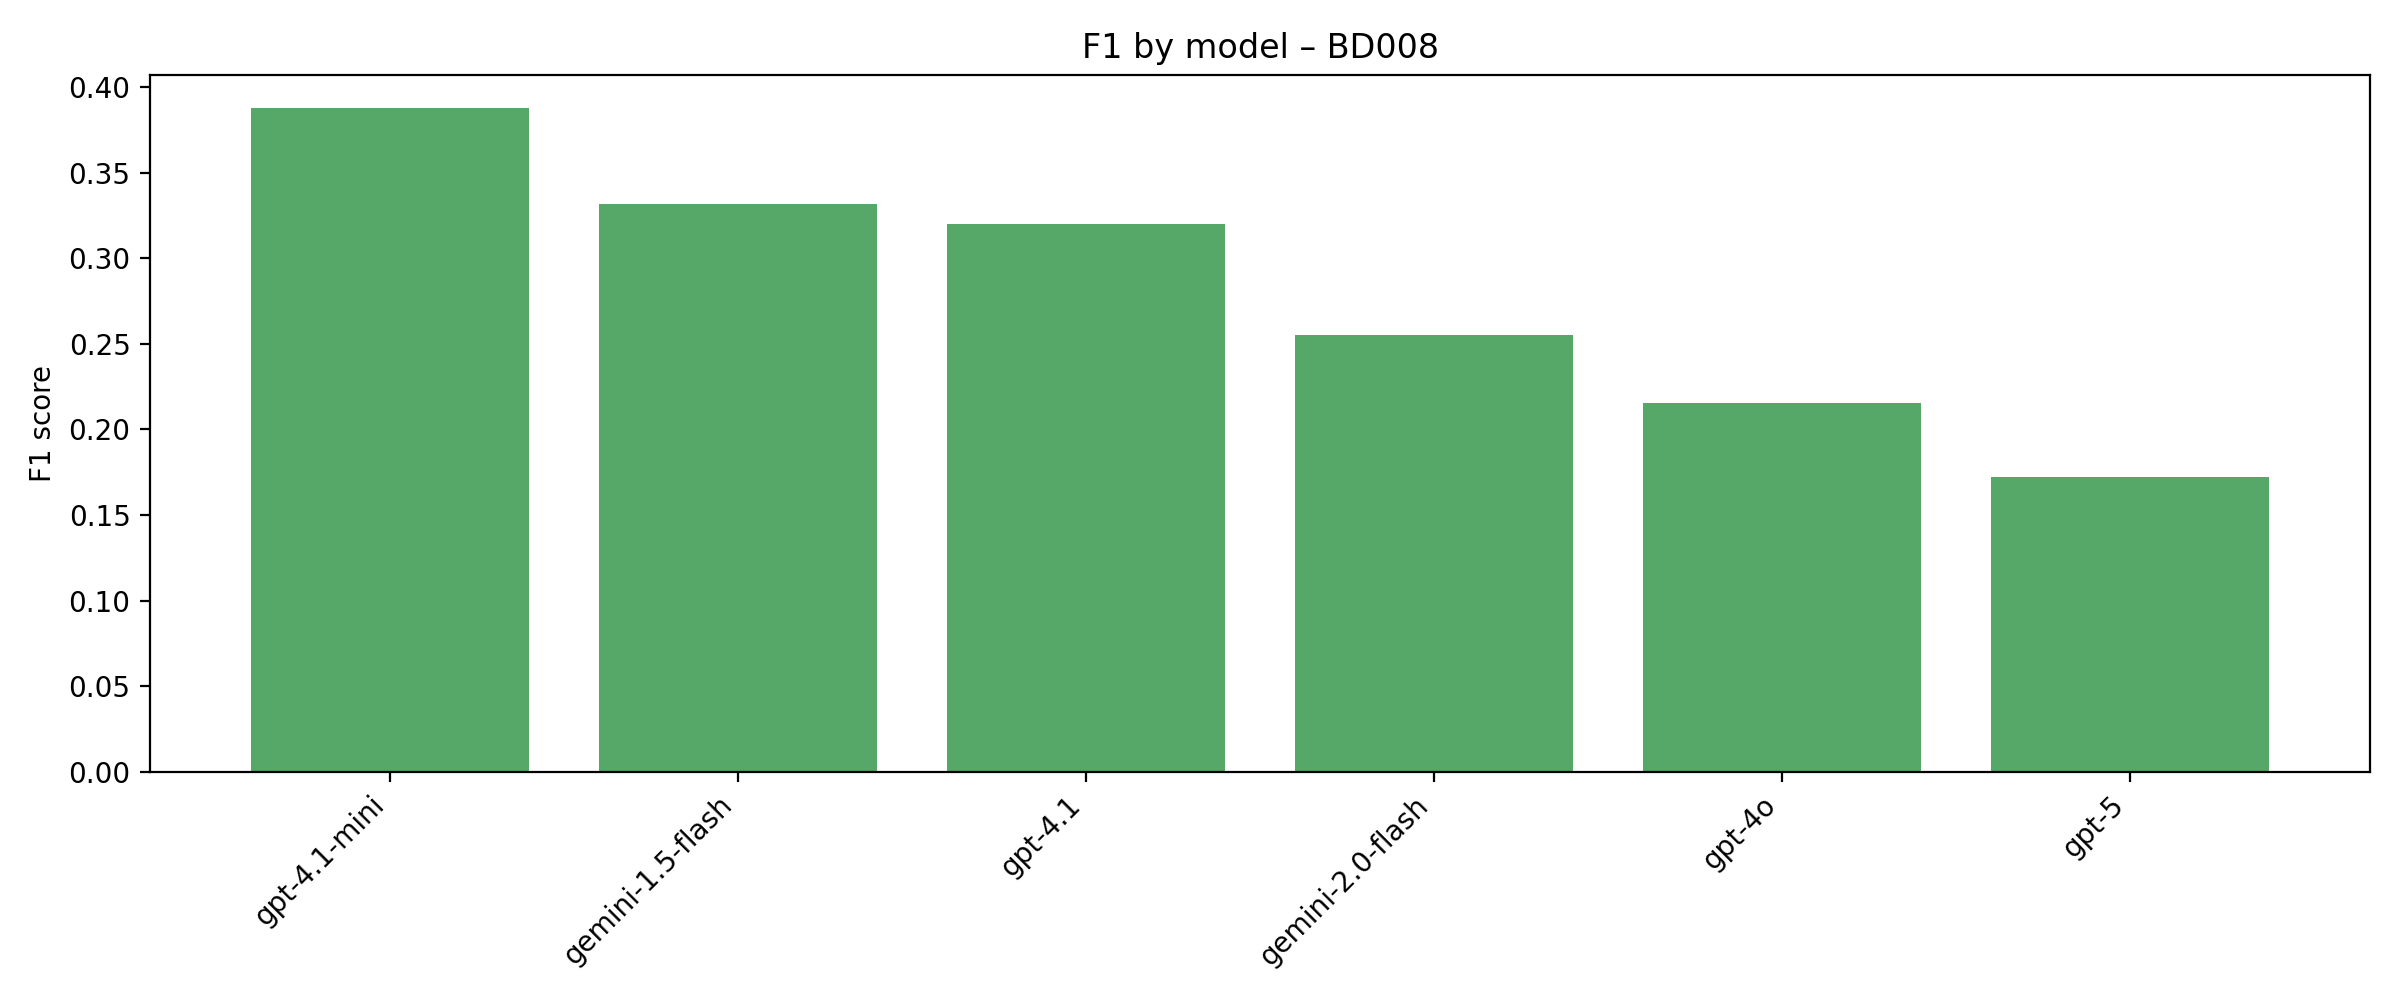 F1 by model – BD008
F1 score
0.40
0.35
0.30
0.25
0.20
0.15
0.10
0.05
0.00
gpt-4.1-mini
gemini-1.5-flash
gpt-4.1
gemini-2.0-flash
gpt-4o
gpt-5